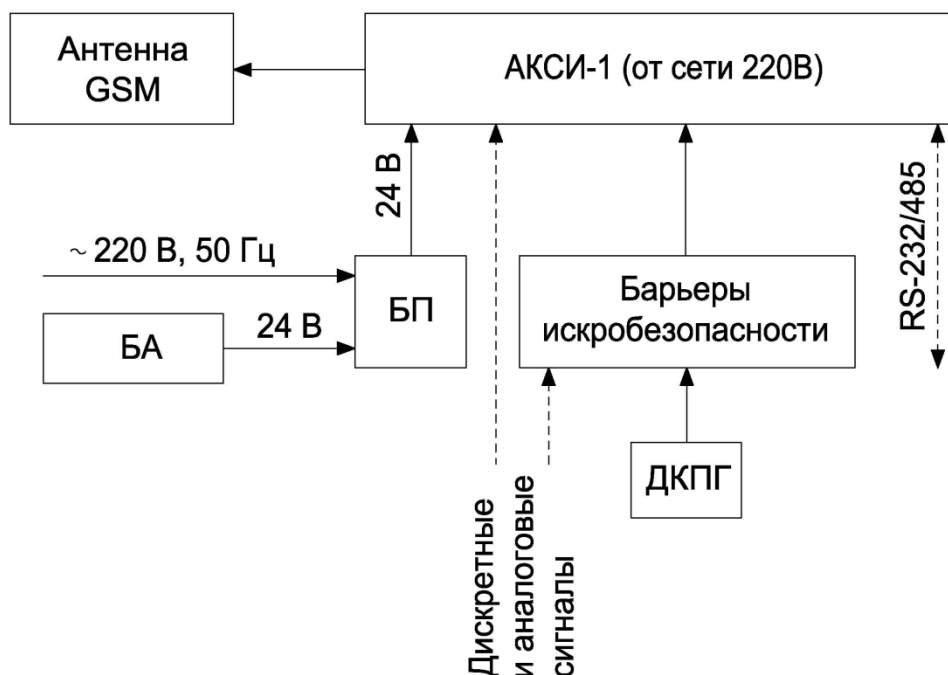 Антенна
GSM
АКСИ-1 (от сети 220В)
24 В
RS-232/485
~ 220 В, 50 Гц
БП
Барьеры
искробезопасности
БА
24 В
ДКПГ
Дискретные
и аналоговые
сигналы